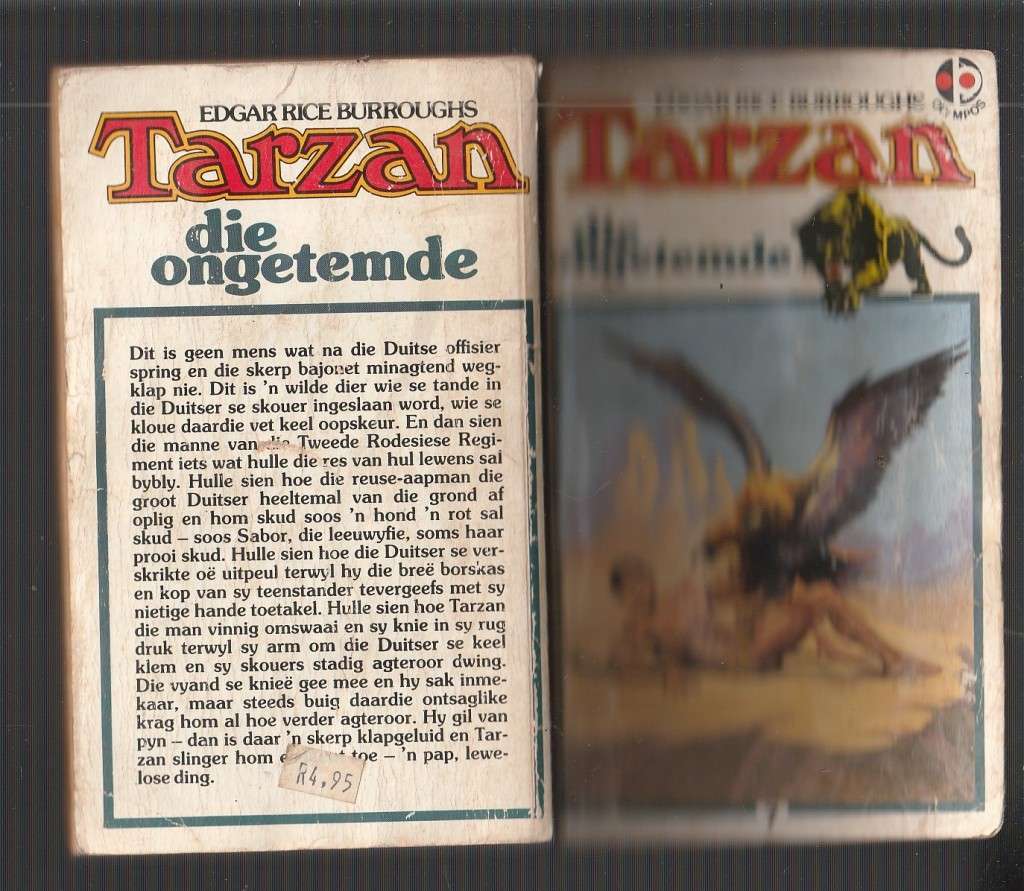 EDGAR RICE BURROUGHS
Tarzan
die
ongetemde
Dit is geen mens wat na die Duitse offisier
spring en die skerp bajonet minagtend weg-
klap nie. Dit is 'n wilde dier wie se tande in
die Duitser se skouer ingeslaan word, wie se
kloue daardie vet keel oopskeur. En dan sien
die manne van die Tweede Rodesiese Regi-
ment iets wat hulle die res van hul lewens sal
bybly. Hulle sien hoe die reuse-aapman die
groot Duitser heeltemal van die grond af
oplig en hom skud soos 'n hond 'n rot sal
skud – soos Sabor, die leeuwyfie, soms haar
prooi skud. Hulle sien hoe die Duitser se ver-
skrikte oë uitpeul terwyl hy die breë borskas
en kop van sy teenstander tevergeefs met sy
nietige hande toetakel. Hulle sien hoe Tarzan
die man vinnig omswaai en sy knie in sy rug
druk terwyl sy arm om die Duitser se keel
klem en sy skouers stadig agteroor dwing.
Die vyand se knieë gee mee en hy sak inme-
kaar, maar steeds buig daardie ontsaglike
krag hom al hoe verder agteroor. Hy gil van
pyn – dan is daar 'n skerp klapgeluid en Tar-
zan slinger hom toe – 'n pap, lewe-
lose ding.
R4,95
EDGAR RICE BURROUGHS
Tarzan